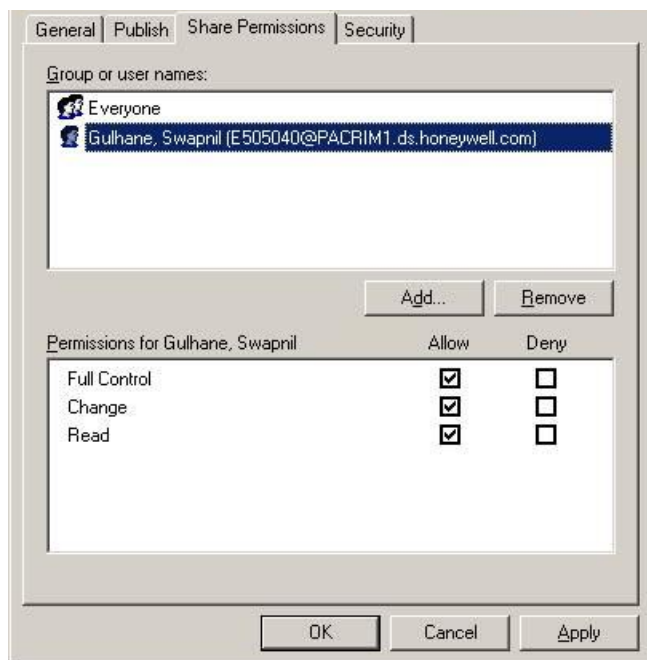 General Publish Share Permissions Security
Group or user names:
Everyone
Gulhane, Swapnil (E505040@PACRIM1.ds.honeywell.com)
Add... Remove
Permissions for Gulhane, Swapnil Allow Deny
Full Control
Change
Read
OK Cancel Apply